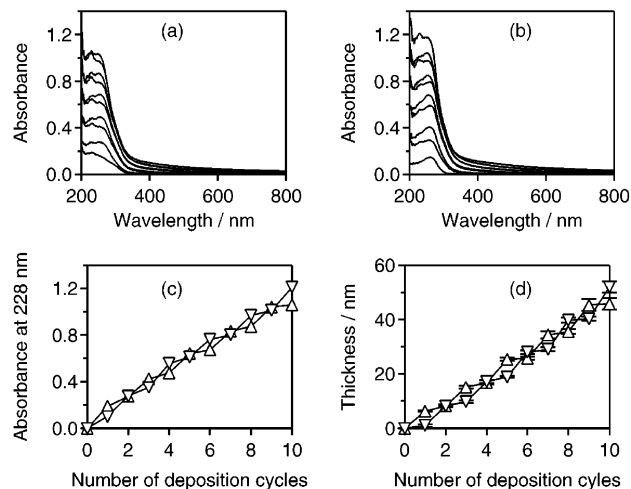 (a)
Absorbance
1.2
0.8
0.4
0.0
200 400 600 800
Wavelength / nm
(b)
Absorbance
1.2
0.8
0.4
0.0
200 400 600 800
Wavelength / nm
(c)
Absorbance at 228 nm
1.2
0.8
0.4
0.0
0 2 4 6 8 10
Number of deposition cycles
(d)
Thickness / nm
60
40
20
0
0 2 4 6 8 10
Number of deposition cyles